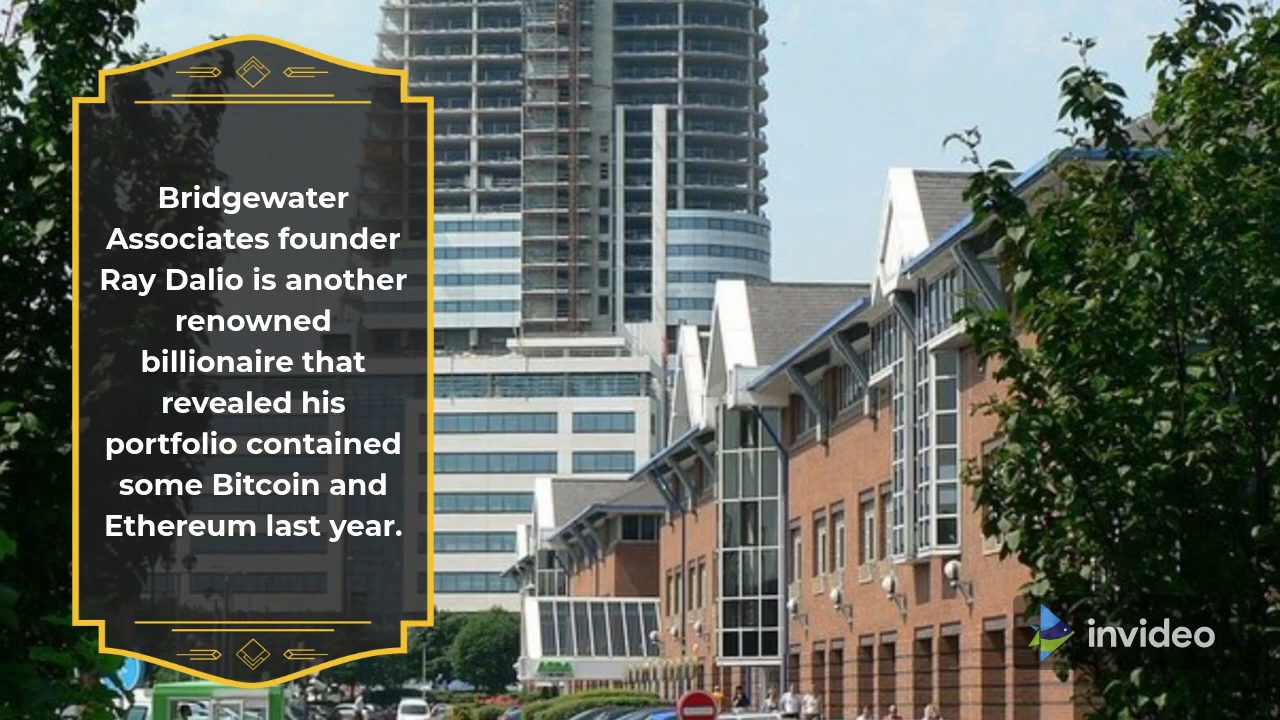 Bridgewater
Associates founder
Ray Dalio is another
renowned
billionaire that
revealed his
portfolio contained
some Bitcoin and
Ethereum last year.
invideo